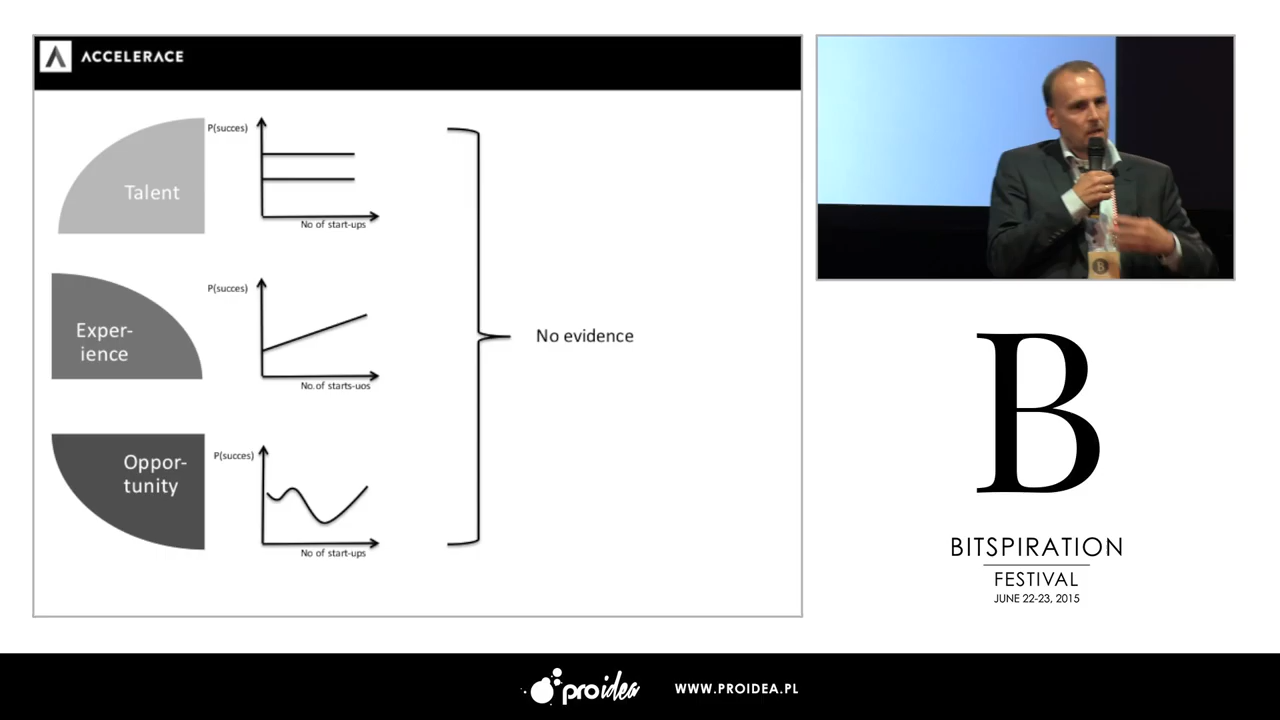 ACCELERACE
Talent
P(succes)
No of start-ups
Exper-
ience
P(succes)
No.of starts-uos
Oppor-
tunity
P(succes)
No of start-ups
No evidence
B
B
BITSPIRATION
FESTIVAL
JUNE 22-23, 2015
proidea
WWW.PROIDEA.PL